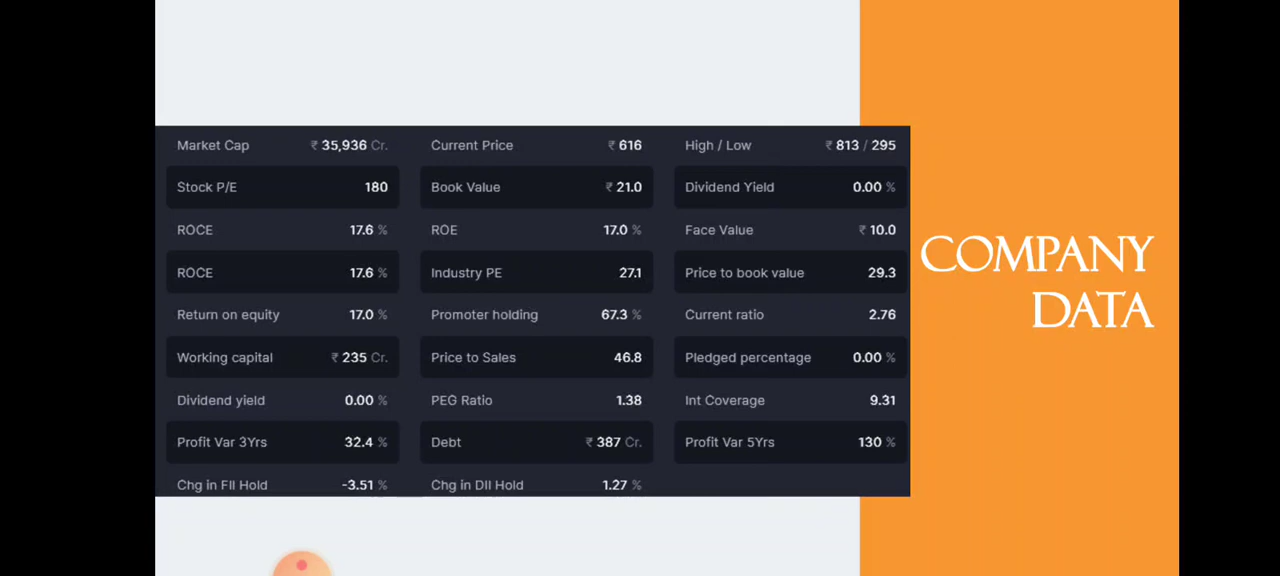 Market Cap ₹ 35,936 Cr. Current Price ₹ 616 High / Low ₹ 813 / 295
Stock P/E 180 Book Value ₹ 21.0 Dividend Yield 0.00 %
ROCE 17.6 % ROE 17.0 % Face Value ₹ 10.0
ROCE 17.6 % Industry PE 27.1 Price to book value 29.3
Return on equity 17.0 % Promoter holding 67.3 % Current ratio 2.76
Working capital ₹ 235 Cr. Price to Sales 46.8 Pledged percentage 0.00 %
Dividend yield 0.00 % PEG Ratio 1.38 Int Coverage 9.31
Profit Var 3Yrs 32.4 % Debt ₹ 387 Cr. Profit Var 5Yrs 130 %
Chg in FII Hold -3.51 % Chg in DII Hold 1.27 %
COMPANY
DATA